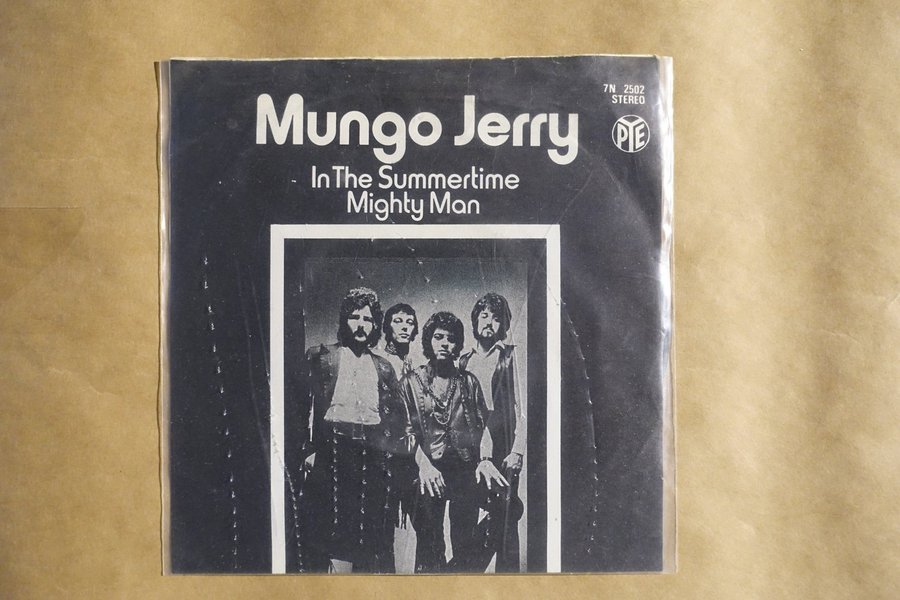 7N 2502
STEREO
PYE
Mungo Jerry
In The Summertime
Mighty Man